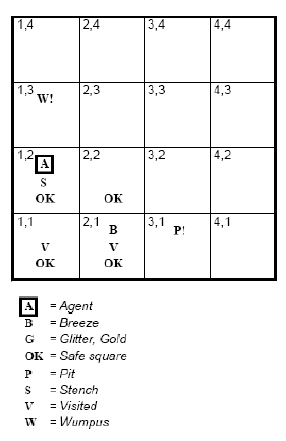 1,4 2,4 3,4 4,4
1,3 W! 2,3 3,3 4,3
1,2 A 2,2 3,2 4,2
S
OK OK
1,1 2,1 B 3,1 P! 4,1
V V
OK OK
A = Agent
B = Breeze
G = Glitter, Gold
OK = Safe square
P = Pit
S = Stench
V = Visited
W = Wumpus